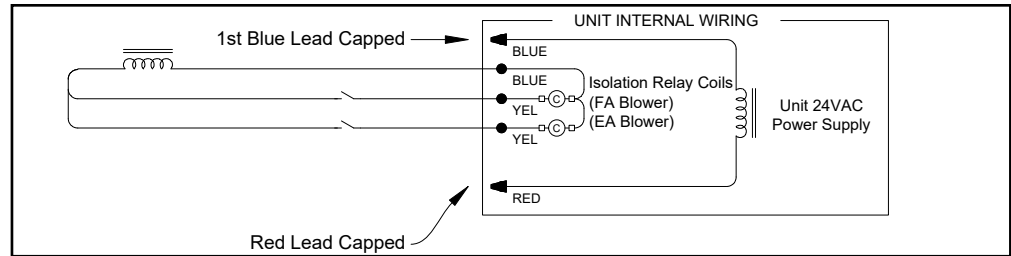 UNIT INTERNAL WIRING
1st Blue Lead Capped
BLUE
BLUE
Isolation Relay Coils
(FA Blower)
(EA Blower)
C
YEL
C
YEL
Unit 24VAC
Power Supply
RED
Red Lead Capped